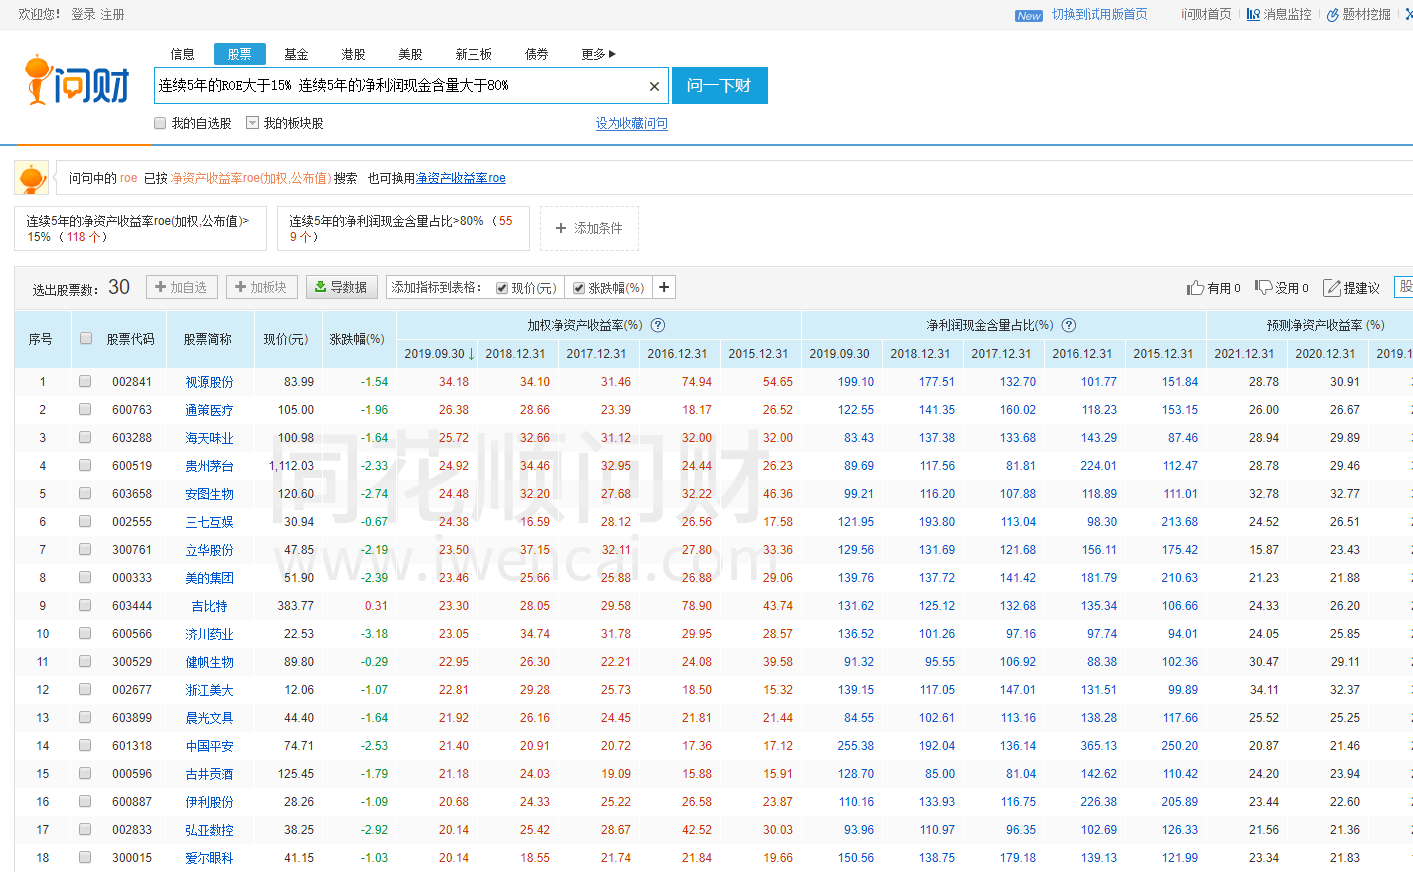 欢迎您! 登录 注册 New 切换到试用版首页 i问财首页 消息监控 题材挖掘
问财
信息 股票 基金 港股 美股 新三板 债券 更多
连续5年的ROE大于15% 连续5年的净利润现金含量大于80% × 问一下财
我的自选股 我的板块股 设为收藏问句
问句中的 roe 已按 净资产收益率roe(加权,公布值) 搜索 也可换用净资产收益率roe
连续5年的净资产收益率roe(加权,公布值)>
15% (118 个)
连续5年的净利润现金含量占比>80% (55
9 个)
+ 添加条件
选出股票数: 30 +加自选 +加板块 导数据 添加指标到表格: 现价(元) 涨跌幅(%) + 有用 0 没用 0 提建议 股
序号 股票代码 股票简称 现价(元) 涨跌幅(%) 加权净资产收益率(%) ? 净利润现金含量占比(%) ? 预测净资产收益率 (%)
2019.09.30↓ 2018.12.31 2017.12.31 2016.12.31 2015.12.31 2019.09.30 2018.12.31 2017.12.31 2016.12.31 2015.12.31 2021.12.31 2020.12.31 2019.1
1 002841 视源股份 83.99 -1.54 34.18 34.10 31.46 74.94 54.65 199.10 177.51 132.70 101.77 151.84 28.78 30.91
2 600763 通策医疗 105.00 -1.96 26.38 28.66 23.39 18.17 26.52 122.55 141.35 160.02 118.23 153.15 26.00 26.67
3 603288 海天味业 100.98 -1.64 25.72 32.66 31.12 32.00 32.00 83.43 137.38 133.68 143.29 87.46 28.94 29.89
4 600519 贵州茅台 1,112.03 -2.33 24.92 34.46 32.95 24.44 26.23 89.69 117.56 81.81 224.01 112.47 28.78 29.46
5 603658 安图生物 120.60 -2.74 24.48 32.20 27.68 32.22 46.36 99.21 116.20 107.88 118.89 111.01 32.78 32.77
6 002555 三七互娱 30.94 -0.67 24.38 16.59 28.12 26.56 17.58 121.95 193.80 113.04 98.30 213.68 24.52 26.51
7 300761 立华股份 47.85 -2.19 23.50 37.15 32.11 27.80 33.36 129.56 131.69 121.68 156.11 175.42 15.87 23.43
8 000333 美的集团 51.90 -2.39 23.46 25.66 25.88 26.88 29.06 139.76 137.72 141.42 181.79 210.63 21.23 21.88
9 603444 吉比特 383.77 0.31 23.30 28.05 29.58 78.90 43.74 131.62 125.12 132.68 135.34 106.66 24.33 26.20
10 600566 济川药业 22.53 -3.18 23.05 34.74 31.78 29.95 28.57 136.52 101.26 97.16 97.74 94.01 24.05 25.85
11 300529 健帆生物 89.80 -0.29 22.95 26.30 22.21 24.08 39.58 91.32 95.55 106.92 88.38 102.36 30.47 29.11
12 002677 浙江美大 12.06 -1.07 22.81 29.28 25.73 18.50 15.32 139.15 117.05 147.01 131.51 99.89 34.11 32.37
13 603899 晨光文具 44.40 -1.64 21.92 26.16 24.45 21.81 21.44 84.55 102.61 113.16 138.28 117.66 25.52 25.25
14 601318 中国平安 74.71 -2.53 21.40 20.91 20.72 17.36 17.12 255.38 192.04 136.14 365.13 250.20 20.87 21.46
15 000596 古井贡酒 125.45 -1.79 21.18 24.03 19.09 15.88 15.91 128.70 85.00 81.04 142.62 110.42 24.20 23.94
16 600887 伊利股份 28.26 -1.09 20.68 24.33 25.22 26.58 23.87 110.16 133.93 116.75 226.38 205.89 23.44 22.60
17 002833 弘亚数控 38.25 -2.92 20.14 25.42 28.67 42.52 30.03 93.96 110.97 96.35 102.69 126.33 21.56 21.36
18 300015 爱尔眼科 41.15 -1.03 20.14 18.55 21.74 21.84 19.66 150.56 138.75 179.18 139.13 121.99 23.34 21.83
同花顺问财
www.iwencai.com